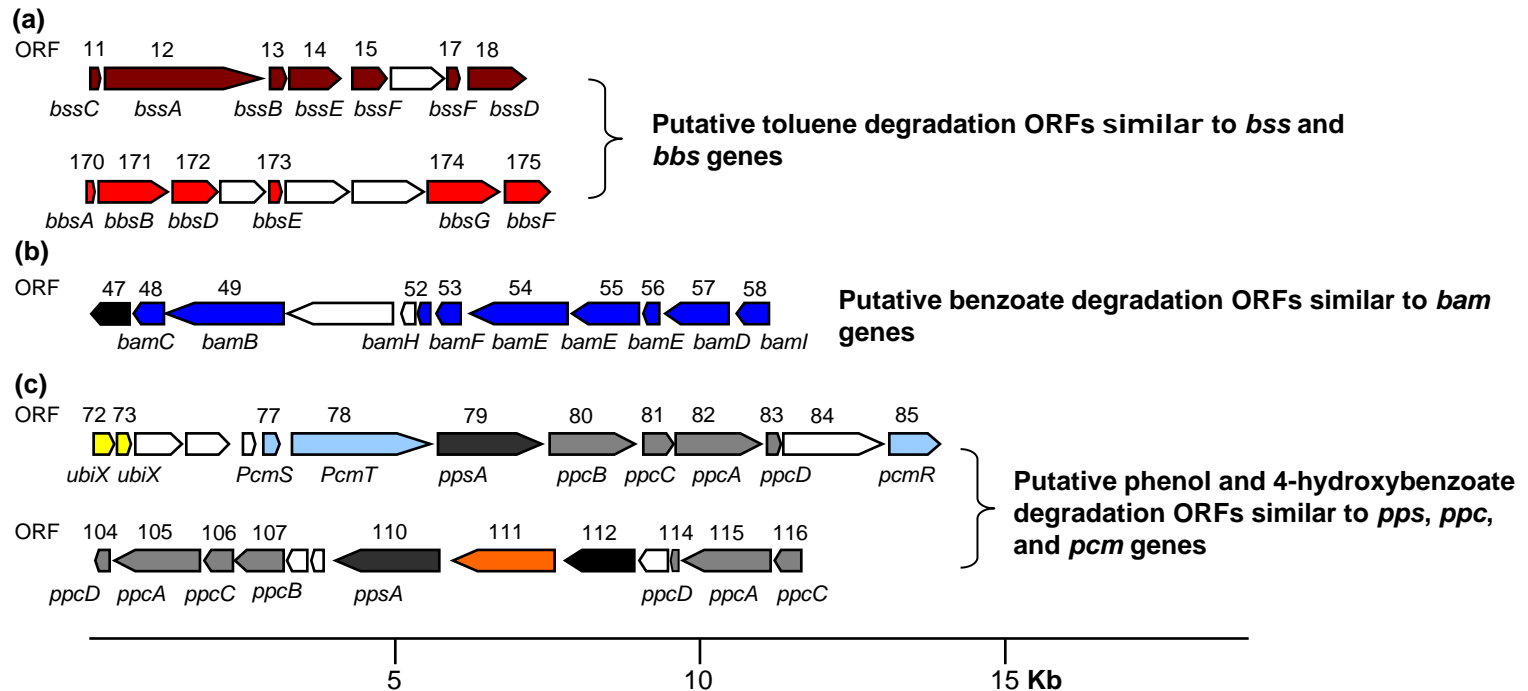 (a)
ORF 11 12 13 14 15 17 18
bssC bssA bssB bssE bssF bssF bssD
Putative toluene degradation ORFs similar to bss and
bbs genes
170 171 172 173 174 175
bbsA bbsB bbsD bbsE bbsG bbsF
(b)
ORF 47 48 49 52 53 54 55 56 57 58
bamC bamB bamH bamF bamE bamE bamE bamD bamI
Putative benzoate degradation ORFs similar to bam
genes
(c)
ORF 72 73 77 78 79 80 81 82 83 84 85
ubiX ubiX PcmS PcmT ppsA ppcB ppcC ppcA ppcD pcmR
Putative phenol and 4-hydroxybenzoate
degradation ORFs similar to pps, ppc,
and pcm genes
ORF 104 105 106 107 110 111 112 114 115 116
ppcD ppcA ppcC ppcB ppsA ppcD ppcA ppcC
5 10 15 Kb